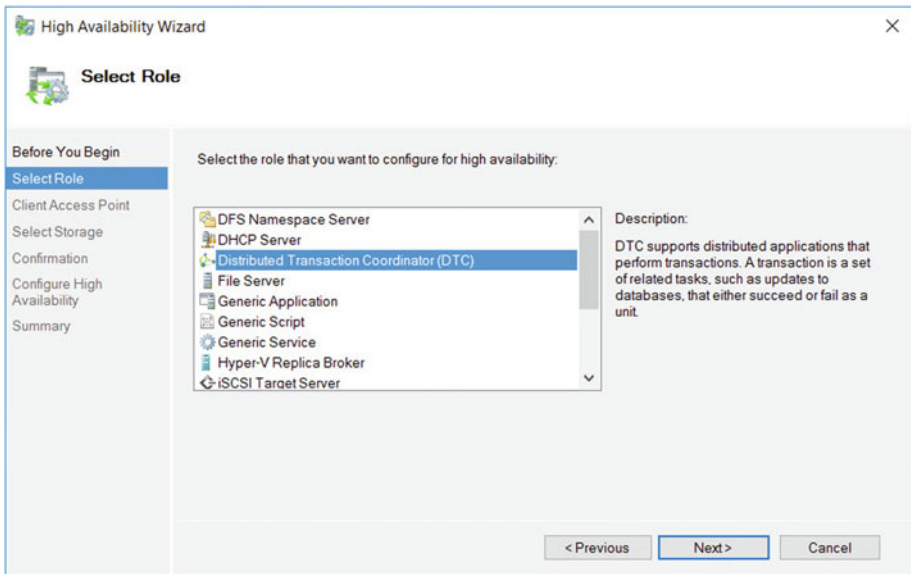 High Availability Wizard
Select Role
Before You Begin
Select Role
Client Access Point
Select Storage
Confirmation
Configure High
Availability
Summary
Select the role that you want to configure for high availability:
DFS Namespace Server
DHCP Server
Distributed Transaction Coordinator (DTC)
File Server
Generic Application
Generic Script
Generic Service
Hyper-V Replica Broker
iSCSI Target Server
Description:
DTC supports distributed applications that
perform transactions. A transaction is a set
of related tasks, such as updates to
databases, that either succeed or fail as a
unit.
< Previous
Next >
Cancel